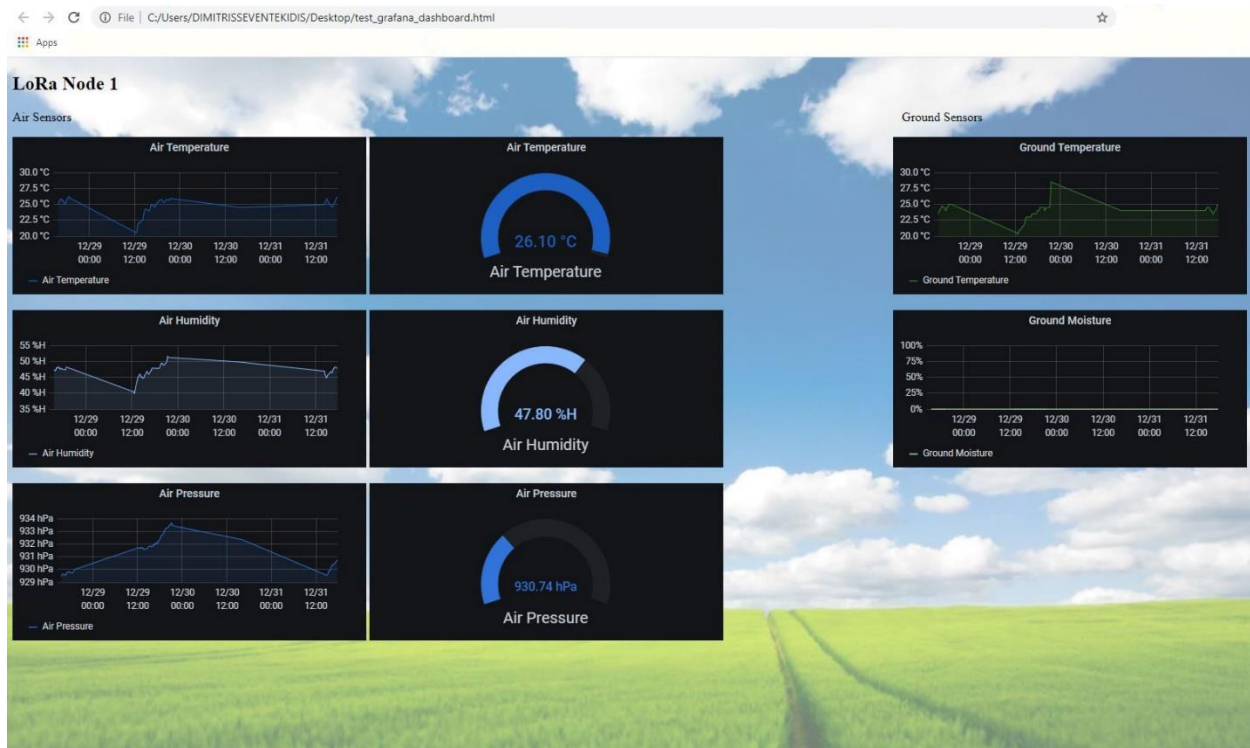 File | C:/Users/DIMITRISSEVENTEKIDIS/Desktop/test_grafana_dashboard.html
Apps
LoRa Node 1
Air Sensors
Air Temperature
30.0 °C
27.5 °C
25.0 °C
22.5 °C
20.0 °C
12/29 12/29 12/30 12/30 12/31 12/31
00:00 12:00 00:00 12:00 00:00 12:00
Air Temperature
Air Temperature
26.10 °C
Air Temperature
Air Humidity
55 %H
50 %H
45 %H
40 %H
35 %H
12/29 12/29 12/30 12/30 12/31 12/31
00:00 12:00 00:00 12:00 00:00 12:00
Air Humidity
Air Humidity
47.80 %H
Air Humidity
Air Pressure
934 hPa
933 hPa
932 hPa
931 hPa
930 hPa
929 hPa
12/29 12/29 12/30 12/30 12/31 12/31
00:00 12:00 00:00 12:00 00:00 12:00
Air Pressure
Air Pressure
930.74 hPa
Air Pressure
Ground Sensors
Ground Temperature
30.0 °C
27.5 °C
25.0 °C
22.5 °C
20.0 °C
12/29 12/29 12/30 12/30 12/31 12/31
00:00 12:00 00:00 12:00 00:00 12:00
Ground Temperature
Ground Moisture
100%
75%
50%
25%
0%
12/29 12/29 12/30 12/30 12/31 12/31
00:00 12:00 00:00 12:00 00:00 12:00
Ground Moisture